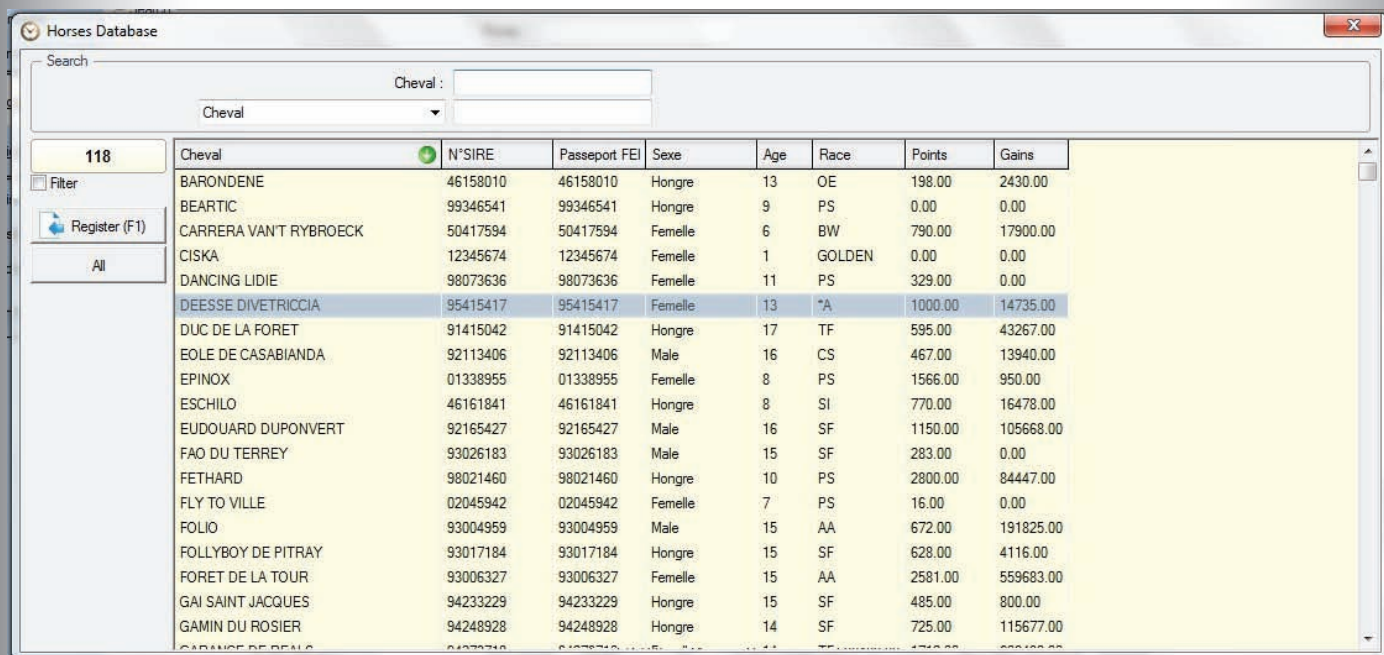 Horses Database
Search
Cheval :
Cheval
118
Filter
Register (F1)
All
Cheval N°SIRE Passeport FEI Sexe Age Race Points Gains
BARONDENE 46158010 46158010 Hongre 13 OE 198.00 2430.00
BEARTIC 99346541 99346541 Hongre 9 PS 0.00 0.00
CARRERA VAN'T RYBROECK 50417594 50417594 Femelle 6 BW 790.00 17900.00
CISKA 12345674 12345674 Femelle 1 GOLDEN 0.00 0.00
DANCING LIDIE 98073636 98073636 Femelle 11 PS 329.00 0.00
DEESSE DIVETRICCIA 95415417 95415417 Femelle 13 *A 1000.00 14735.00
DUC DE LA FORET 91415042 91415042 Hongre 17 TF 595.00 43267.00
EOLE DE CASABIANDA 92113406 92113406 Male 16 CS 467.00 13940.00
EPINOX 01338955 01338955 Femelle 8 PS 1566.00 950.00
ESCHILO 46161841 46161841 Hongre 8 SI 770.00 16478.00
EUDOUARD DUPONVERT 92165427 92165427 Male 16 SF 1150.00 105668.00
FAO DU TERREY 93026183 93026183 Male 15 SF 283.00 0.00
FETHARD 98021460 98021460 Hongre 10 PS 2800.00 84447.00
FLY TO VILLE 02045942 02045942 Femelle 7 PS 16.00 0.00
FOLIO 93004959 93004959 Male 15 AA 672.00 191825.00
FOLLYBOY DE PITRAY 93017184 93017184 Hongre 15 SF 628.00 4116.00
FORET DE LA TOUR 93006327 93006327 Femelle 15 AA 2581.00 559683.00
GAI SAINT JACQUES 94233229 94233229 Hongre 15 SF 485.00 800.00
GAMIN DU ROSIER 94248928 94248928 Hongre 14 SF 725.00 115677.00